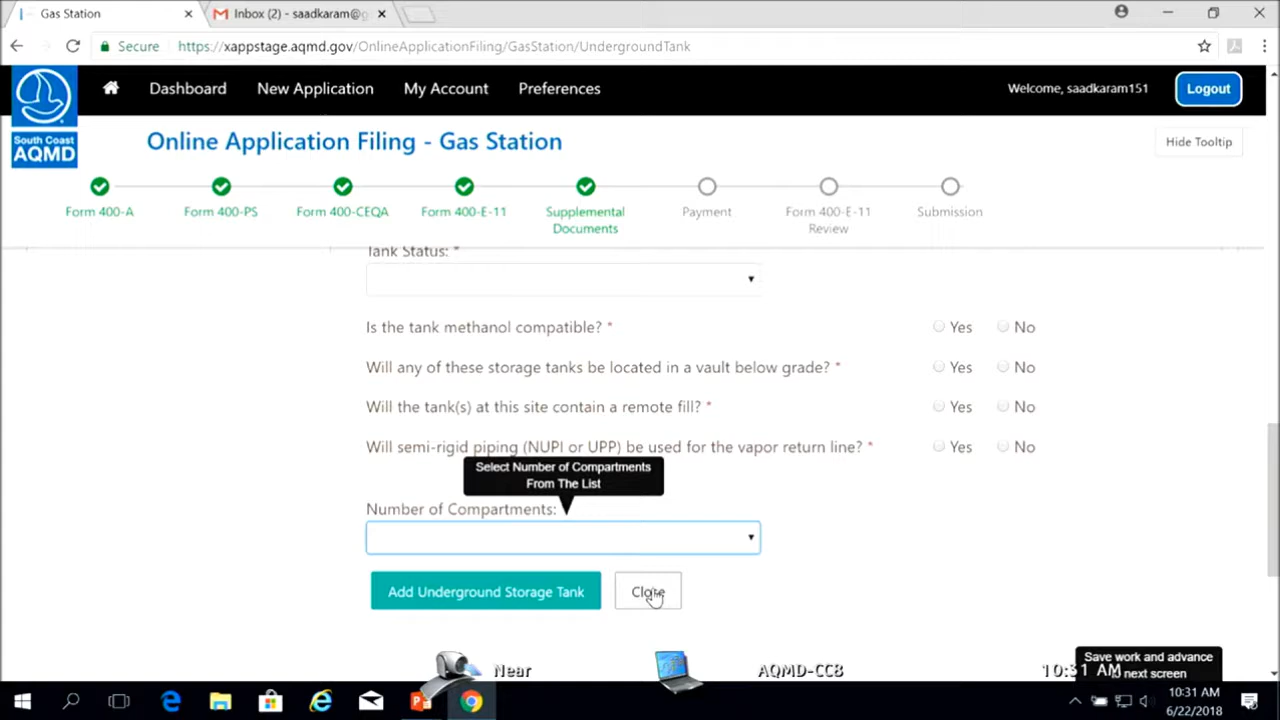 Gas Station
Inbox (2) - saadkaram@g
Secure https://xappstage.aqmd.gov/OnlineApplicationFiling/GasStation/UndergroundTank
South Coast
AQMD
Dashboard New Application My Account Preferences Welcome, saadkaram151 Logout
Online Application Filing - Gas Station
Hide Tooltip
Form 400-A Form 400-PS Form 400-CEQA Form 400-E-11 Supplemental Documents Payment Form 400-E-11 Review Submission
Tank Status: *
Is the tank methanol compatible? * Yes No
Will any of these storage tanks be located in a vault below grade? * Yes No
Will the tank(s) at this site contain a remote fill? * Yes No
Will semi-rigid piping (NUPI or UPP) be used for the vapor return line? * Yes No
Select Number of Compartments
From The List
Number of Compartments:
Add Underground Storage Tank Close
Near AQMD-CC8 10:31 AM
Save work and advance
next screen
10:31 AM
6/22/2018